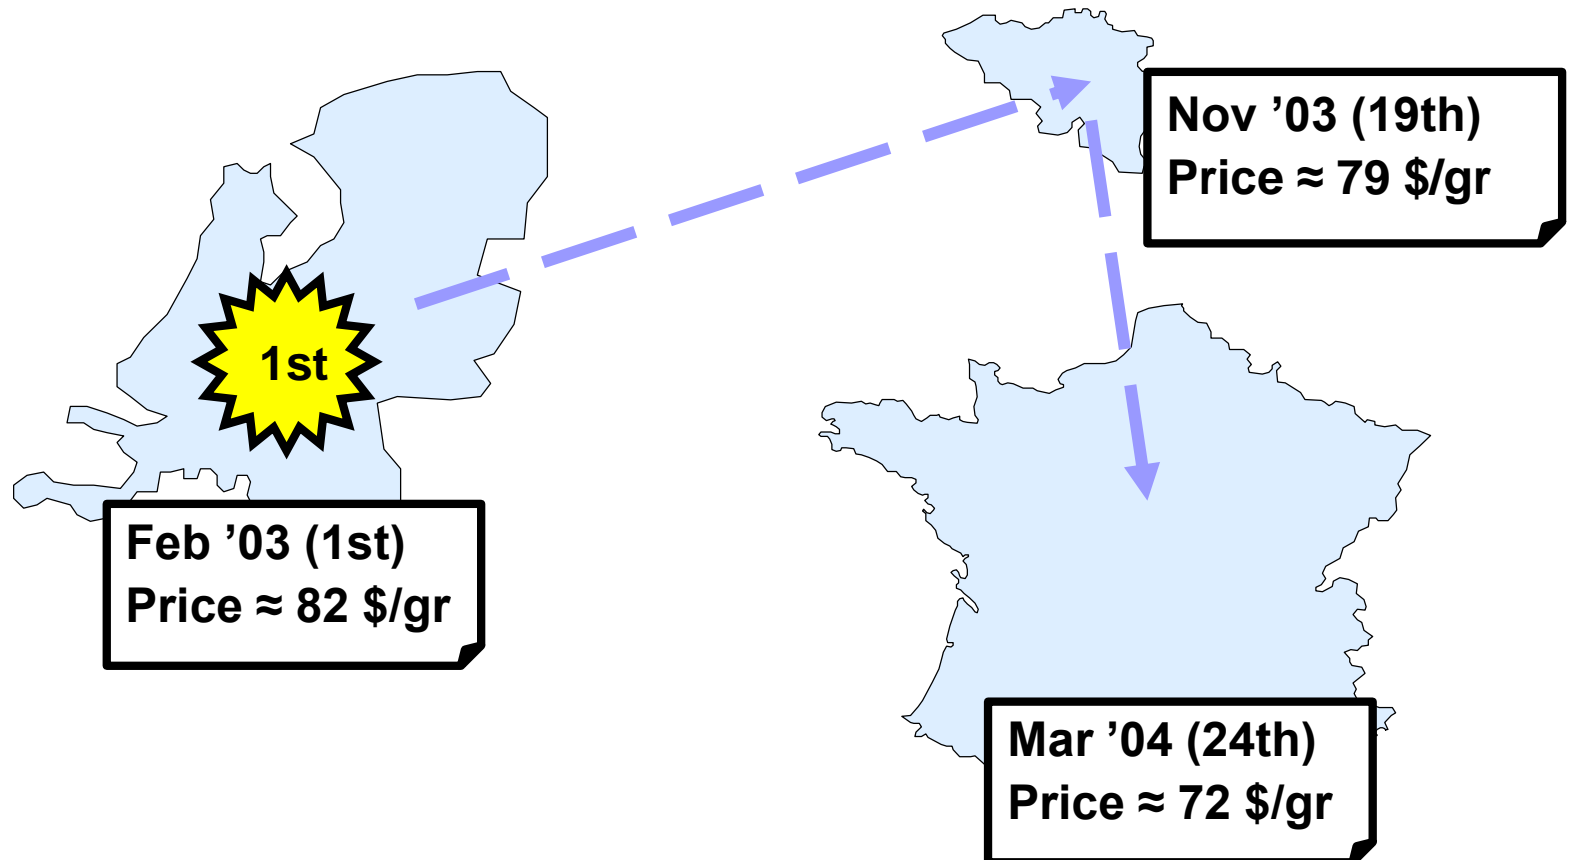 Nov ’03 (19th)
Price ≈ 79 $/gr
1st
Feb ’03 (1st)
Price ≈ 82 $/gr
Mar ’04 (24th)
Price ≈ 72 $/gr